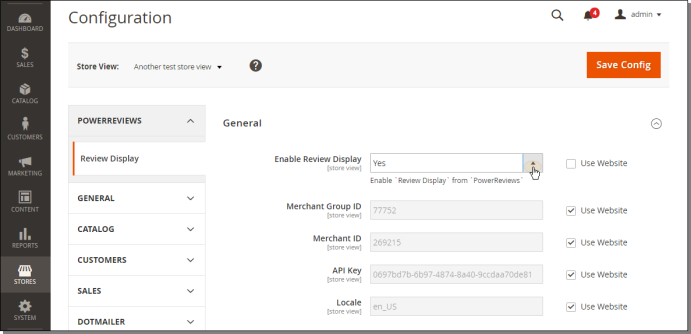 DASHBOARD
SALES
CATALOG
CUSTOMERS
MARKETING
CONTENT
REPORTS
STORES
SYSTEM
Configuration
4
admin
Store View:
Another test store view
?
Save Config
POWERREVIEWS
Review Display
GENERAL
CATALOG
CUSTOMERS
SALES
DOTMAILER
General
Enable Review Display
[store view]
Yes
Use Website
Enable `Review Display` from `PowerReviews`
Merchant Group ID
[store view]
77752
Use Website
Merchant ID
[store view]
269215
Use Website
API Key
[store view]
0697bd7b-6b97-4874-8a40-9ccdaa70de81
Use Website
Locale
[store view]
en_US
Use Website